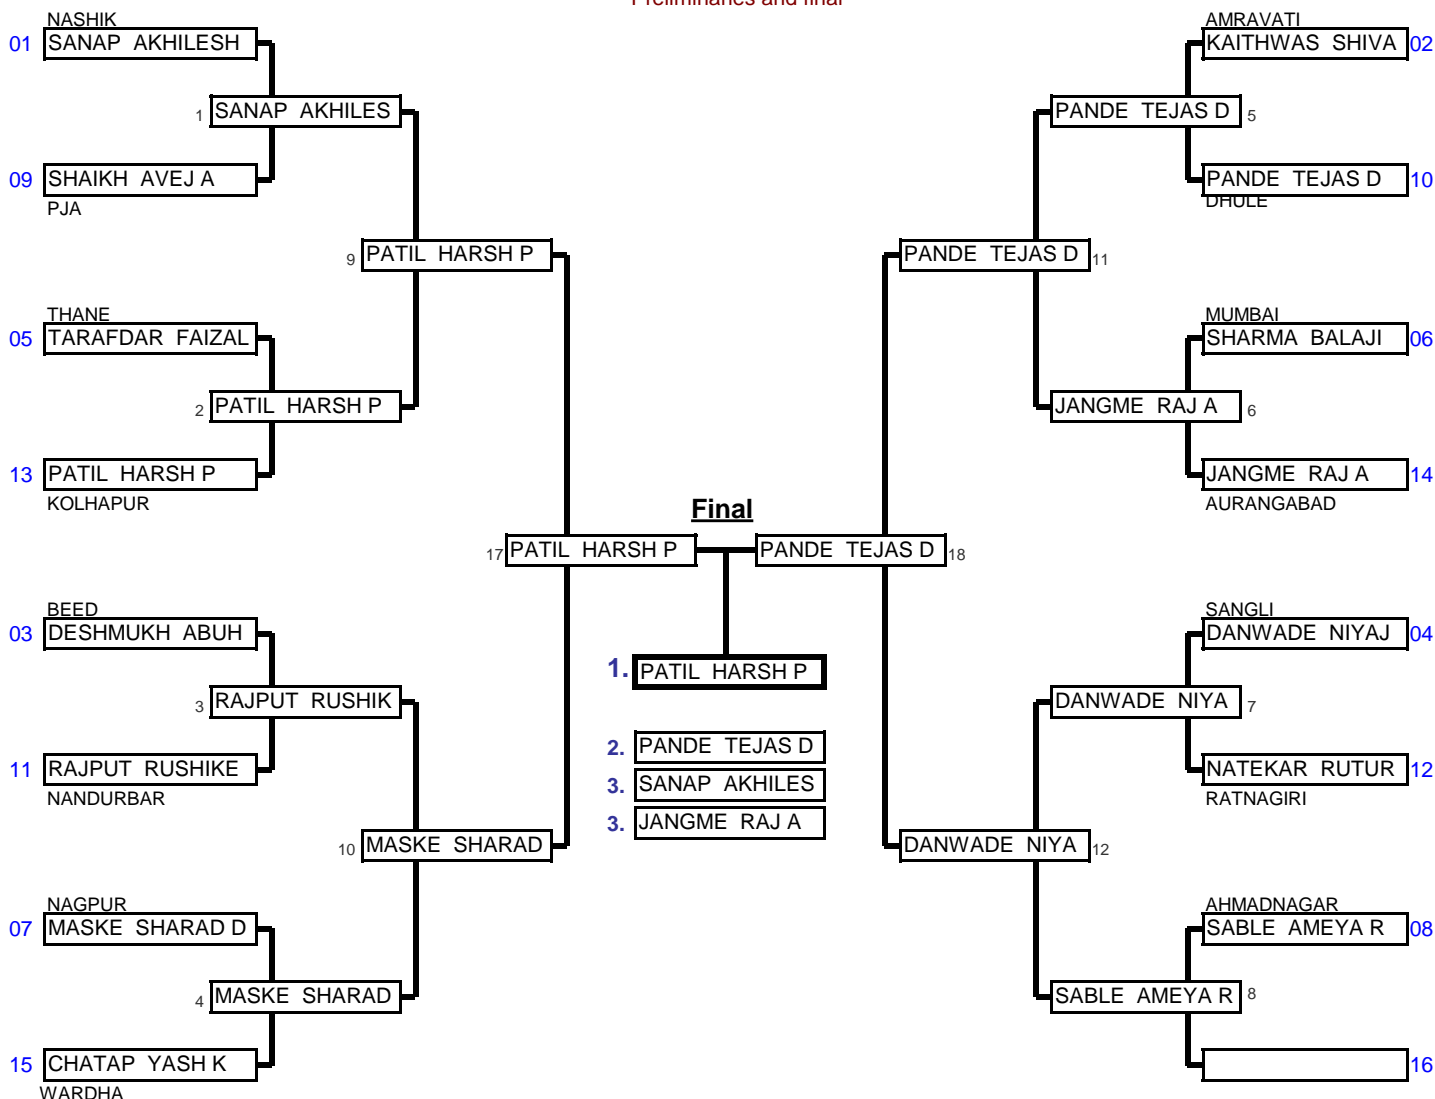 Preliminaries and final
NASHIK
AMRAVATI
01 SANAP AKHILESH
KAITHWAS SHIVA 02
1 SANAP AKHILES
PANDE TEJAS D 5
09 SHAIKH AVEJ A
PANDE TEJAS D 10
PJA
DHULE
9 PATIL HARSH P
PANDE TEJAS D 11
THANE
MUMBAI
05 TARAFDAR FAIZAL
SHARMA BALAJI 06
2 PATIL HARSH P
JANGME RAJ A 6
13 PATIL HARSH P
JANGME RAJ A 14
KOLHAPUR
AURANGABAD
Final
17 PATIL HARSH P
PANDE TEJAS D 18
BEED
SANGLI
03 DESHMUKH ABUH
DANWADE NIYAJ 04
1. PATIL HARSH P
3 RAJPUT RUSHIK
DANWADE NIYA 7
2. PANDE TEJAS D
11 RAJPUT RUSHIKE
NATEKAR RUTUR 12
3. SANAP AKHILES
NANDURBAR
RATNAGIRI
3. JANGME RAJ A
10 MASKE SHARAD
DANWADE NIYA 12
NAGPUR
AHMADNAGAR
07 MASKE SHARAD D
SABLE AMEYA R 08
4 MASKE SHARAD
SABLE AMEYA R 8
15 CHATAP YASH K
16
WARDHA